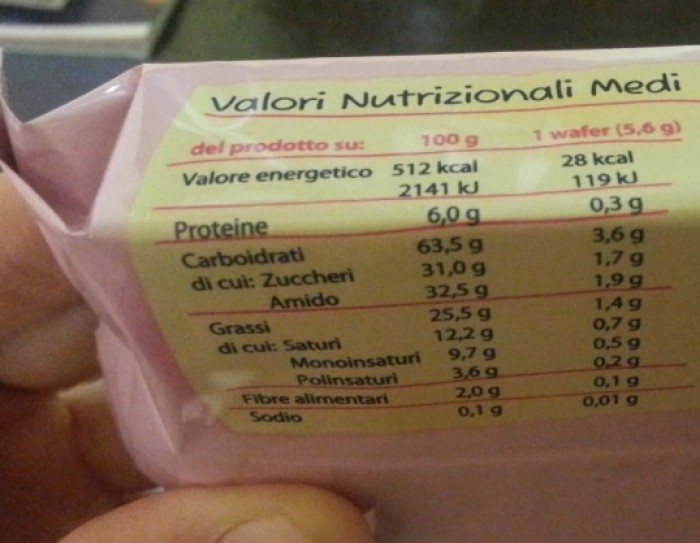 Valori Nutrizionali Medi
del prodotto su: 100 g 1 wafer (5,6 g)
Valore energetico 512 kcal 28 kcal
2141 kJ 119 kJ
Proteine 6,0 g 0,3 g
Carboidrati 63,5 g 3,6 g
di cui: Zuccheri 31,0 g 1,7 g
Amido 32,5 g 1,9 g
Grassi 25,5 g 1,4 g
di cui: Saturi 12,2 g 0,7 g
Monoinsaturi 9,7 g 0,5 g
Polinsaturi 3,6 g 0,2 g
Fibre alimentari 2,0 g 0,1 g
Sodio 0,1 g 0,01 g